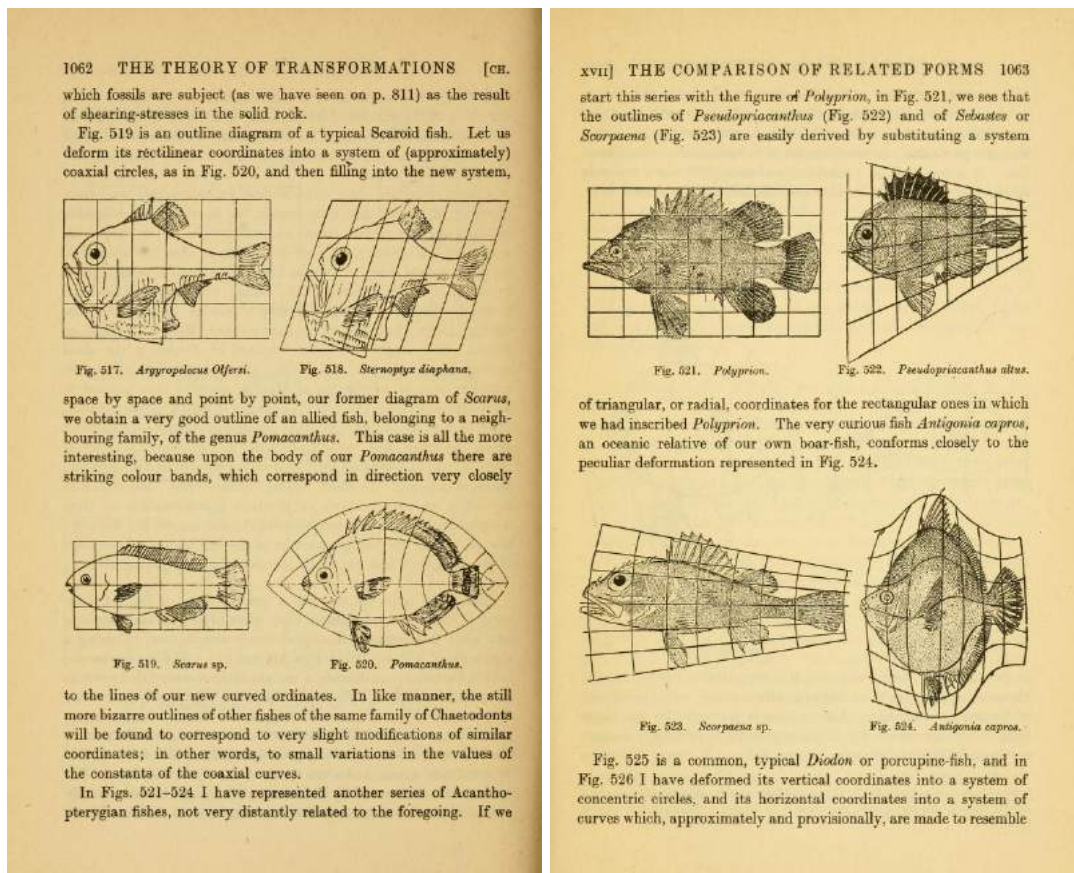 1062 THE THEORY OF TRANSFORMATIONS [CH.
which fossils are subject (as we have seen on p. 811) as the result
of shearing-stresses in the solid rock.
Fig. 519 is an outline diagram of a typical Scaroid fish. Let us
deform its rectilinear coordinates into a system of (approximately)
coaxial circles, as in Fig. 520, and then filling into the new system,
Fig. 517. Argyropelecus Olfersi.
Fig. 518. Sternoptyx diaphana.
space by space and point by point, our former diagram of Scarus,
we obtain a very good outline of an allied fish, belonging to a neigh-
bouring family, of the genus Pomacanthus. This case is all the more
interesting, because upon the body of our Pomacanthus there are
striking colour bands, which correspond in direction very closely
Fig. 519. Scarus sp.
Fig. 520. Pomacanthus.
to the lines of our new curved ordinates. In like manner, the still
more bizarre outlines of other fishes of the same family of Chaetodonts
will be found to correspond to very slight modifications of similar
coordinates; in other words, to small variations in the values of
the constants of the coaxial curves.
In Figs. 521–524 I have represented another series of Acantho-
pterygian fishes, not very distantly related to the foregoing. If we
XVII] THE COMPARISON OF RELATED FORMS 1063
start this series with the figure of Polyprion, in Fig. 521, we see that
the outlines of Pseudopriacanthus (Fig. 522) and of Sebastes or
Scorpaena (Fig. 523) are easily derived by substituting a system
Fig. 521. Polyprion.
Fig. 522. Pseudopriacanthus altus.
of triangular, or radial, coordinates for the rectangular ones in which
we had inscribed Polyprion. The very curious fish Antigonia capros,
an oceanic relative of our own boar-fish, conforms closely to the
peculiar deformation represented in Fig. 524.
Fig. 523. Scorpaena sp.
Fig. 524. Antigonia capros.
Fig. 525 is a common, typical Diodon or porcupine-fish, and in
Fig. 526 I have deformed its vertical coordinates into a system of
concentric circles, and its horizontal coordinates into a system of
curves which, approximately and provisionally, are made to resemble